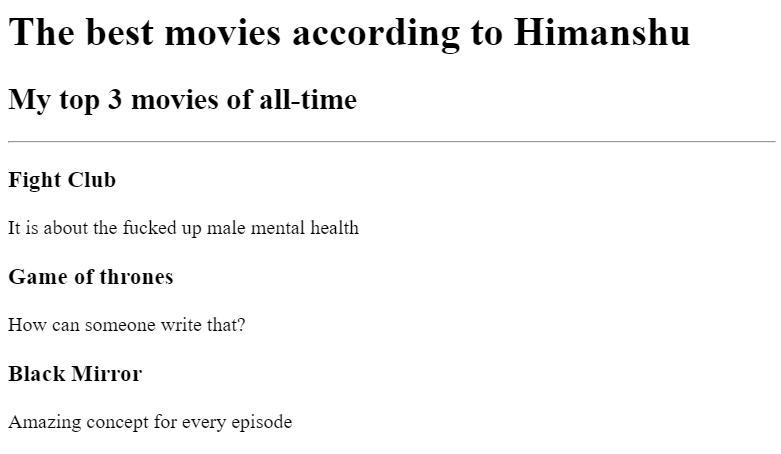 The best movies according to Himanshu
My top 3 movies of all-time
Fight Club
It is about the fucked up male mental health
Game of thrones
How can someone write that?
Black Mirror
Amazing concept for every episode